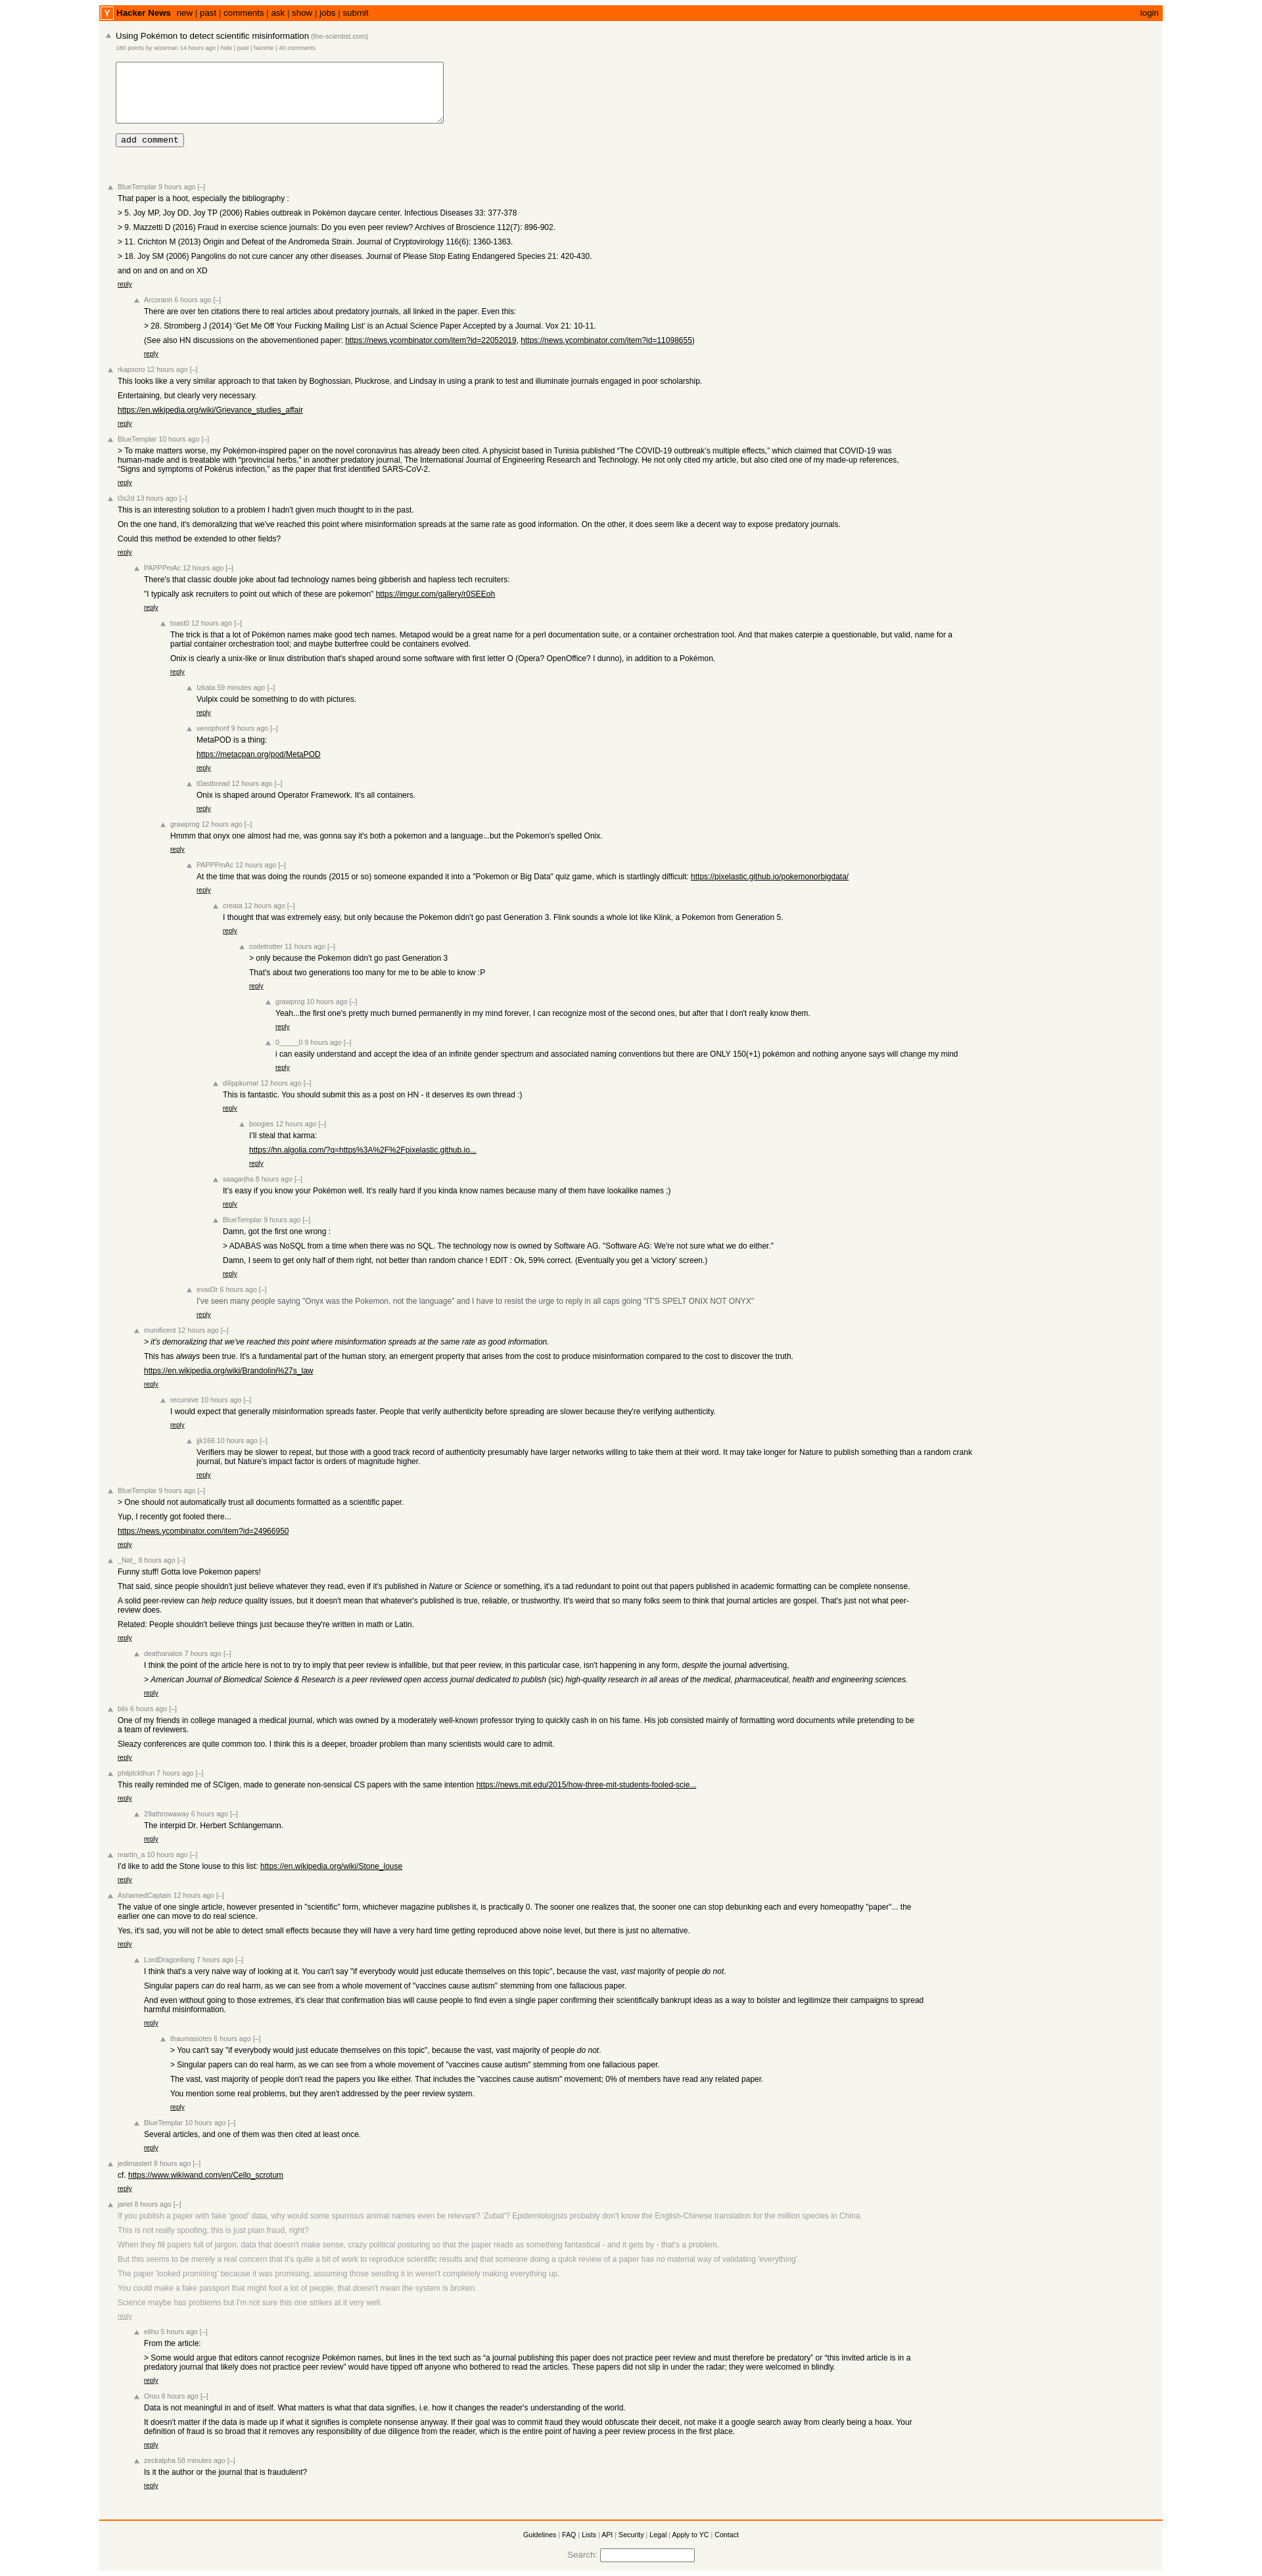 Y Hacker News new | past | comments | ask | show | jobs | submit login
Using Pokémon to detect scientific misinformation (the-scientist.com)
180 points by wizeman 14 hours ago | hide | past | favorite | 40 comments
add comment
BlueTemplar 9 hours ago [–]
That paper is a hoot, especially the bibliography :
> 5. Joy MP, Joy DD, Joy TP (2006) Rabies outbreak in Pokémon daycare center. Infectious Diseases 33: 377-378
> 9. Mazzetti D (2016) Fraud in exercise science journals: Do you even peer review? Archives of Broscience 112(7): 896-902.
> 11. Crichton M (2013) Origin and Defeat of the Andromeda Strain. Journal of Cryptovirology 116(6): 1360-1363.
> 18. Joy SM (2006) Pangolins do not cure cancer any other diseases. Journal of Please Stop Eating Endangered Species 21: 420-430.
and on and on and on XD
reply
Arcorann 6 hours ago [–]
There are over ten citations there to real articles about predatory journals, all linked in the paper. Even this:
> 28. Stromberg J (2014) ‘Get Me Off Your Fucking Mailing List’ is an Actual Science Paper Accepted by a Journal. Vox 21: 10-11.
(See also HN discussions on the abovementioned paper: https://news.ycombinator.com/item?id=22052019, https://news.ycombinator.com/item?id=11098655)
reply
rkapsoro 12 hours ago [–]
This looks like a very similar approach to that taken by Boghossian, Pluckrose, and Lindsay in using a prank to test and illuminate journals engaged in poor scholarship.
Entertaining, but clearly very necessary.
https://en.wikipedia.org/wiki/Grievance_studies_affair
reply
BlueTemplar 10 hours ago [–]
> To make matters worse, my Pokémon-inspired paper on the novel coronavirus has already been cited. A physicist based in Tunisia published “The COVID-19 outbreak’s multiple effects,” which claimed that COVID-19 was
human-made and is treatable with “provincial herbs,” in another predatory journal, The International Journal of Engineering Research and Technology. He not only cited my article, but also cited one of my made-up references,
“Signs and symptoms of Pokérus infection,” as the paper that first identified SARS-CoV-2.
reply
l3s2d 13 hours ago [–]
This is an interesting solution to a problem I hadn't given much thought to in the past.
On the one hand, it's demoralizing that we've reached this point where misinformation spreads at the same rate as good information. On the other, it does seem like a decent way to expose predatory journals.
Could this method be extended to other fields?
reply
PAPPPmAc 12 hours ago [–]
There's that classic double joke about fad technology names being gibberish and hapless tech recruiters:
"I typically ask recruiters to point out which of these are pokemon" https://imgur.com/gallery/r0SEEoh
reply
toast0 12 hours ago [–]
The trick is that a lot of Pokémon names make good tech names. Metapod would be a great name for a perl documentation suite, or a container orchestration tool. And that makes caterpie a questionable, but valid, name for a
partial container orchestration tool; and maybe butterfree could be containers evolved.
Onix is clearly a unix-like or linux distribution that's shaped around some software with first letter O (Opera? OpenOffice? I dunno), in addition to a Pokémon.
reply
Izkata 59 minutes ago [–]
Vulpix could be something to do with pictures.
reply
xenophonf 9 hours ago [–]
MetaPOD is a thing:
https://metacpan.org/pod/MetaPOD
reply
t0astbread 12 hours ago [–]
Onix is shaped around Operator Framework. It's all containers.
reply
grawprog 12 hours ago [–]
Hmmm that onyx one almost had me, was gonna say it's both a pokemon and a language...but the Pokemon's spelled Onix.
reply
PAPPPmAc 12 hours ago [–]
At the time that was doing the rounds (2015 or so) someone expanded it into a "Pokemon or Big Data" quiz game, which is startlingly difficult: https://pixelastic.github.io/pokemonorbigdata/
reply
creata 12 hours ago [–]
I thought that was extremely easy, but only because the Pokemon didn't go past Generation 3. Flink sounds a whole lot like Klink, a Pokemon from Generation 5.
reply
codetrotter 11 hours ago [–]
> only because the Pokemon didn't go past Generation 3
That's about two generations too many for me to be able to know :P
reply
grawprog 10 hours ago [–]
Yeah...the first one's pretty much burned permanently in my mind forever, I can recognize most of the second ones, but after that I don't really know them.
reply
0_____0 9 hours ago [–]
i can easily understand and accept the idea of an infinite gender spectrum and associated naming conventions but there are ONLY 150(+1) pokémon and nothing anyone says will change my mind
reply
dilippkumar 12 hours ago [–]
This is fantastic. You should submit this as a post on HN - it deserves its own thread :)
reply
boogies 12 hours ago [–]
I'll steal that karma:
https://hn.algolia.com/?q=https%3A%2F%2Fpixelastic.github.io...
reply
saagarjha 8 hours ago [–]
It's easy if you know your Pokémon well. It's really hard if you kinda know names because many of them have lookalike names ;)
reply
BlueTemplar 9 hours ago [–]
Damn, got the first one wrong :
> ADABAS was NoSQL from a time when there was no SQL. The technology now is owned by Software AG. "Software AG: We're not sure what we do either."
Damn, I seem to get only half of them right, not better than random chance ! EDIT : Ok, 59% correct. (Eventually you get a 'victory' screen.)
reply
evad3r 6 hours ago [–]
I've seen many people saying "Onyx was the Pokemon, not the language" and I have to resist the urge to reply in all caps going "IT'S SPELT ONIX NOT ONYX"
reply
munificent 12 hours ago [–]
> it's demoralizing that we've reached this point where misinformation spreads at the same rate as good information.
This has always been true. It's a fundamental part of the human story, an emergent property that arises from the cost to produce misinformation compared to the cost to discover the truth.
https://en.wikipedia.org/wiki/Brandolini%27s_law
reply
recursive 10 hours ago [–]
I would expect that generally misinformation spreads faster. People that verify authenticity before spreading are slower because they're verifying authenticity.
reply
jjk166 10 hours ago [–]
Verifiers may be slower to repeat, but those with a good track record of authenticity presumably have larger networks willing to take them at their word. It may take longer for Nature to publish something than a random crank
journal, but Nature's impact factor is orders of magnitude higher.
reply
BlueTemplar 9 hours ago [–]
> One should not automatically trust all documents formatted as a scientific paper.
Yup, I recently got fooled there...
https://news.ycombinator.com/item?id=24966950
reply
_Nat_ 8 hours ago [–]
Funny stuff! Gotta love Pokemon papers!
That said, since people shouldn't just believe whatever they read, even if it's published in Nature or Science or something, it's a tad redundant to point out that papers published in academic formatting can be complete nonsense.
A solid peer-review can help reduce quality issues, but it doesn't mean that whatever's published is true, reliable, or trustworthy. It's weird that so many folks seem to think that journal articles are gospel. That's just not what peer-
review does.
Related: People shouldn't believe things just because they're written in math or Latin.
reply
deathanatos 7 hours ago [–]
I think the point of the article here is not to try to imply that peer review is infallible, but that peer review, in this particular case, isn't happening in any form, despite the journal advertising,
> American Journal of Biomedical Science & Research is a peer reviewed open access journal dedicated to publish (sic) high-quality research in all areas of the medical, pharmaceutical, health and engineering sciences.
reply
blix 6 hours ago [–]
One of my friends in college managed a medical journal, which was owned by a moderately well-known professor trying to quickly cash in on his fame. His job consisted mainly of formatting word documents while pretending to be
a team of reviewers.
Sleazy conferences are quite common too. I think this is a deeper, broader problem than many scientists would care to admit.
reply
philplckthun 7 hours ago [–]
This really reminded me of SCIgen, made to generate non-sensical CS papers with the same intention https://news.mit.edu/2015/how-three-mit-students-fooled-scie...
reply
29athrowaway 6 hours ago [–]
The interpid Dr. Herbert Schlangemann.
reply
martin_a 10 hours ago [–]
I'd like to add the Stone louse to this list: https://en.wikipedia.org/wiki/Stone_louse
reply
AshamedCaptain 12 hours ago [–]
The value of one single article, however presented in "scientific" form, whichever magazine publishes it, is practically 0. The sooner one realizes that, the sooner one can stop debunking each and every homeopathy "paper"... the
earlier one can move to do real science.
Yes, it's sad, you will not be able to detect small effects because they will have a very hard time getting reproduced above noise level, but there is just no alternative.
reply
LordDragonfang 7 hours ago [–]
I think that's a very naive way of looking at it. You can't say "if everybody would just educate themselves on this topic", because the vast, vast majority of people do not.
Singular papers can do real harm, as we can see from a whole movement of "vaccines cause autism" stemming from one fallacious paper.
And even without going to those extremes, it's clear that confirmation bias will cause people to find even a single paper confirming their scientifically bankrupt ideas as a way to bolster and legitimize their campaigns to spread
harmful misinformation.
reply
thaumasiotes 6 hours ago [–]
> You can't say "if everybody would just educate themselves on this topic", because the vast, vast majority of people do not.
> Singular papers can do real harm, as we can see from a whole movement of "vaccines cause autism" stemming from one fallacious paper.
The vast, vast majority of people don't read the papers you like either. That includes the "vaccines cause autism" movement; 0% of members have read any related paper.
You mention some real problems, but they aren't addressed by the peer review system.
reply
BlueTemplar 10 hours ago [–]
Several articles, and one of them was then cited at least once.
reply
jedimastert 8 hours ago [–]
cf. https://www.wikiwand.com/en/Cello_scrotum
reply
jariel 8 hours ago [–]
If you publish a paper with fake 'good' data, why would some spurrious animal names even be relevant? 'Zubat'? Epidemiologists probably don't know the English-Chinese translation for the million species in China.
This is not really spoofing, this is just plain fraud, right?
When they fill papers full of jargon, data that doesn't make sense, crazy political posturing so that the paper reads as something fantastical - and it gets by - that's a problem.
But this seems to be merely a real concern that it's quite a bit of work to reproduce scientific results and that someone doing a quick review of a paper has no material way of validating 'everything'.
The paper 'looked promising' because it was promising, assuming those sending it in weren't completely making everything up.
You could make a fake passport that might fool a lot of people, that doesn't mean the system is broken.
Science maybe has problems but I'm not sure this one strikes at it very well.
reply
elihu 5 hours ago [–]
From the article:
> Some would argue that editors cannot recognize Pokémon names, but lines in the text such as “a journal publishing this paper does not practice peer review and must therefore be predatory” or “this invited article is in a
predatory journal that likely does not practice peer review” would have tipped off anyone who bothered to read the articles. These papers did not slip in under the radar; they were welcomed in blindly.
reply
Orou 6 hours ago [–]
Data is not meaningful in and of itself. What matters is what that data signifies, i.e. how it changes the reader's understanding of the world.
It doesn't matter if the data is made up if what it signifies is complete nonsense anyway. If their goal was to commit fraud they would obfuscate their deceit, not make it a google search away from clearly being a hoax. Your
definition of fraud is so broad that it removes any responsibility of due diligence from the reader, which is the entire point of having a peer review process in the first place.
reply
zeckalpha 58 minutes ago [–]
Is it the author or the journal that is fraudulent?
reply
Guidelines | FAQ | Lists | API | Security | Legal | Apply to YC | Contact
Search: